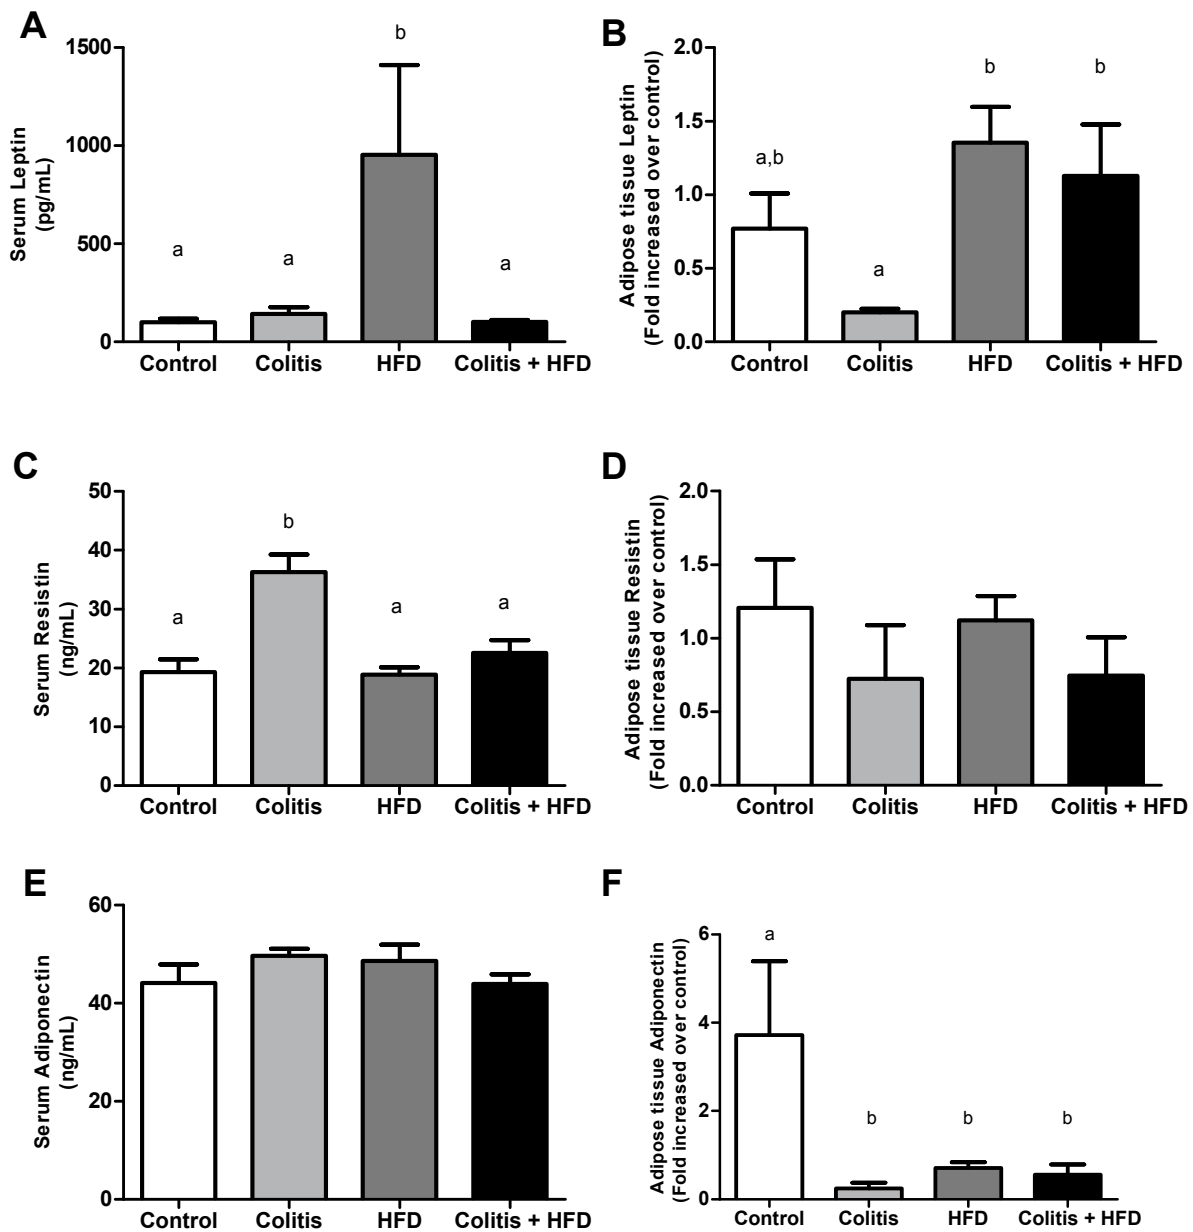 A
Serum Leptin
(pg/mL)
1500
1000
500
0
a
a
b
a
Control
Colitis
HFD
Colitis + HFD
B
Adipose tissue Leptin
(Fold increased over control)
2.0
1.5
1.0
0.5
0.0
a,b
a
b
b
Control
Colitis
HFD
Colitis + HFD
C
Serum Resistin
(ng/mL)
50
40
30
20
10
0
a
b
a
a
Control
Colitis
HFD
Colitis + HFD
D
Adipose tissue Resistin
(Fold increased over control)
2.0
1.5
1.0
0.5
0.0
Control
Colitis
HFD
Colitis + HFD
E
Serum Adiponectin
(ng/mL)
60
40
20
0
Control
Colitis
HFD
Colitis + HFD
F
Adipose tissue Adiponectin
(Fold increased over control)
6
4
2
0
a
b
b
b
Control
Colitis
HFD
Colitis + HFD